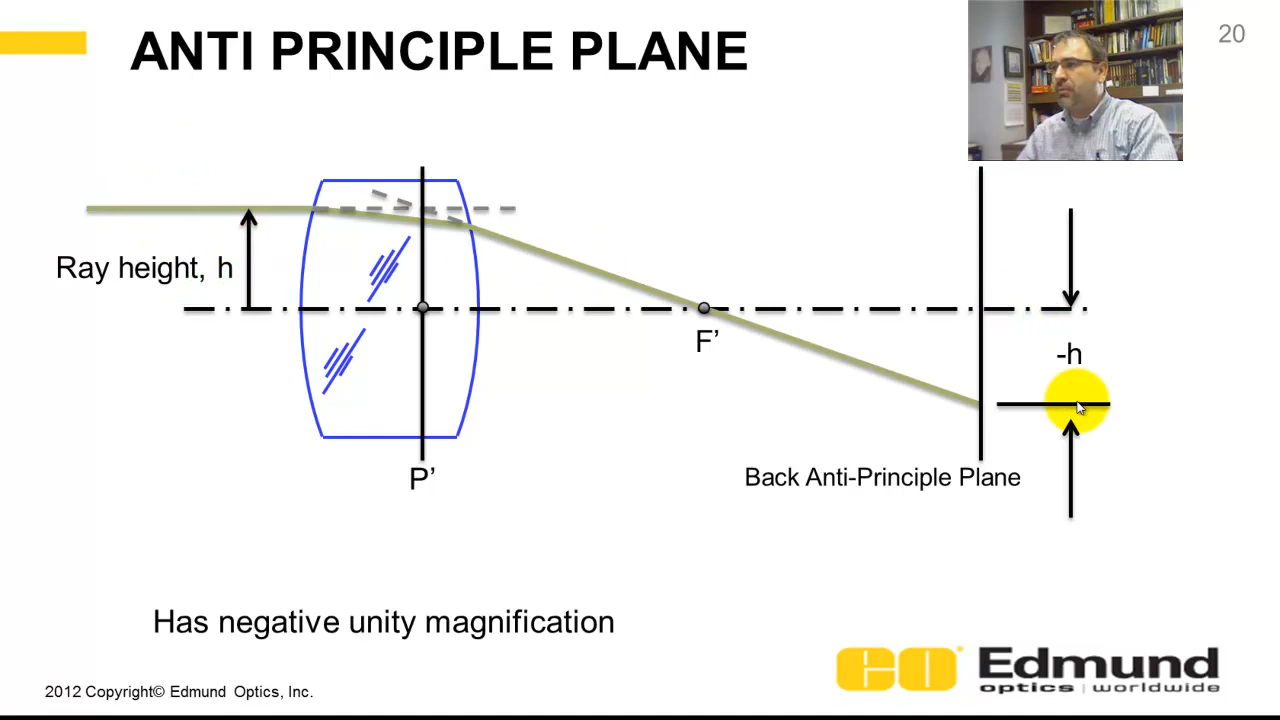 ANTI PRINCIPLE PLANE
20
Ray height, h
F’
-h
P’
Back Anti-Principle Plane
Has negative unity magnification
2012 Copyright© Edmund Optics, Inc.
EO Edmund
optics | worldwide